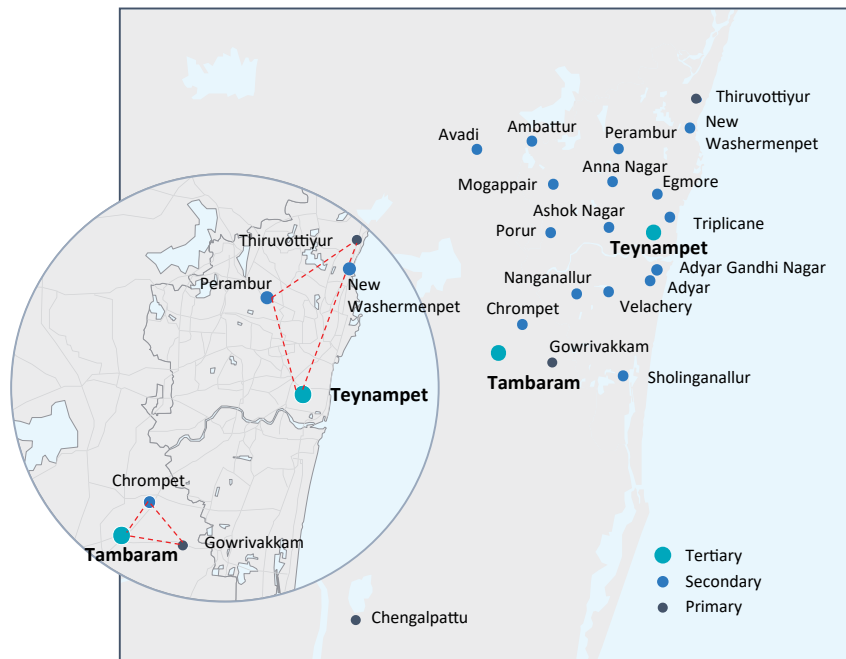 Thiruvottiyur
New
Washermenpet
Perambur
Ambattur
Avadi
Anna Nagar
Mogappair
Egmore
Ashok Nagar
Triplicane
Porur
Teynampet
Adyar Gandhi Nagar
Adyar
Nanganallur
Velachery
Chrompet
Gowrivakkam
Tambaram
Sholinganallur
Thiruvottiyur
Perambur
New
Washermenpet
Teynampet
Chrompet
Gowrivakkam
Tambaram
Chengalpattu
Tertiary
Secondary
Primary